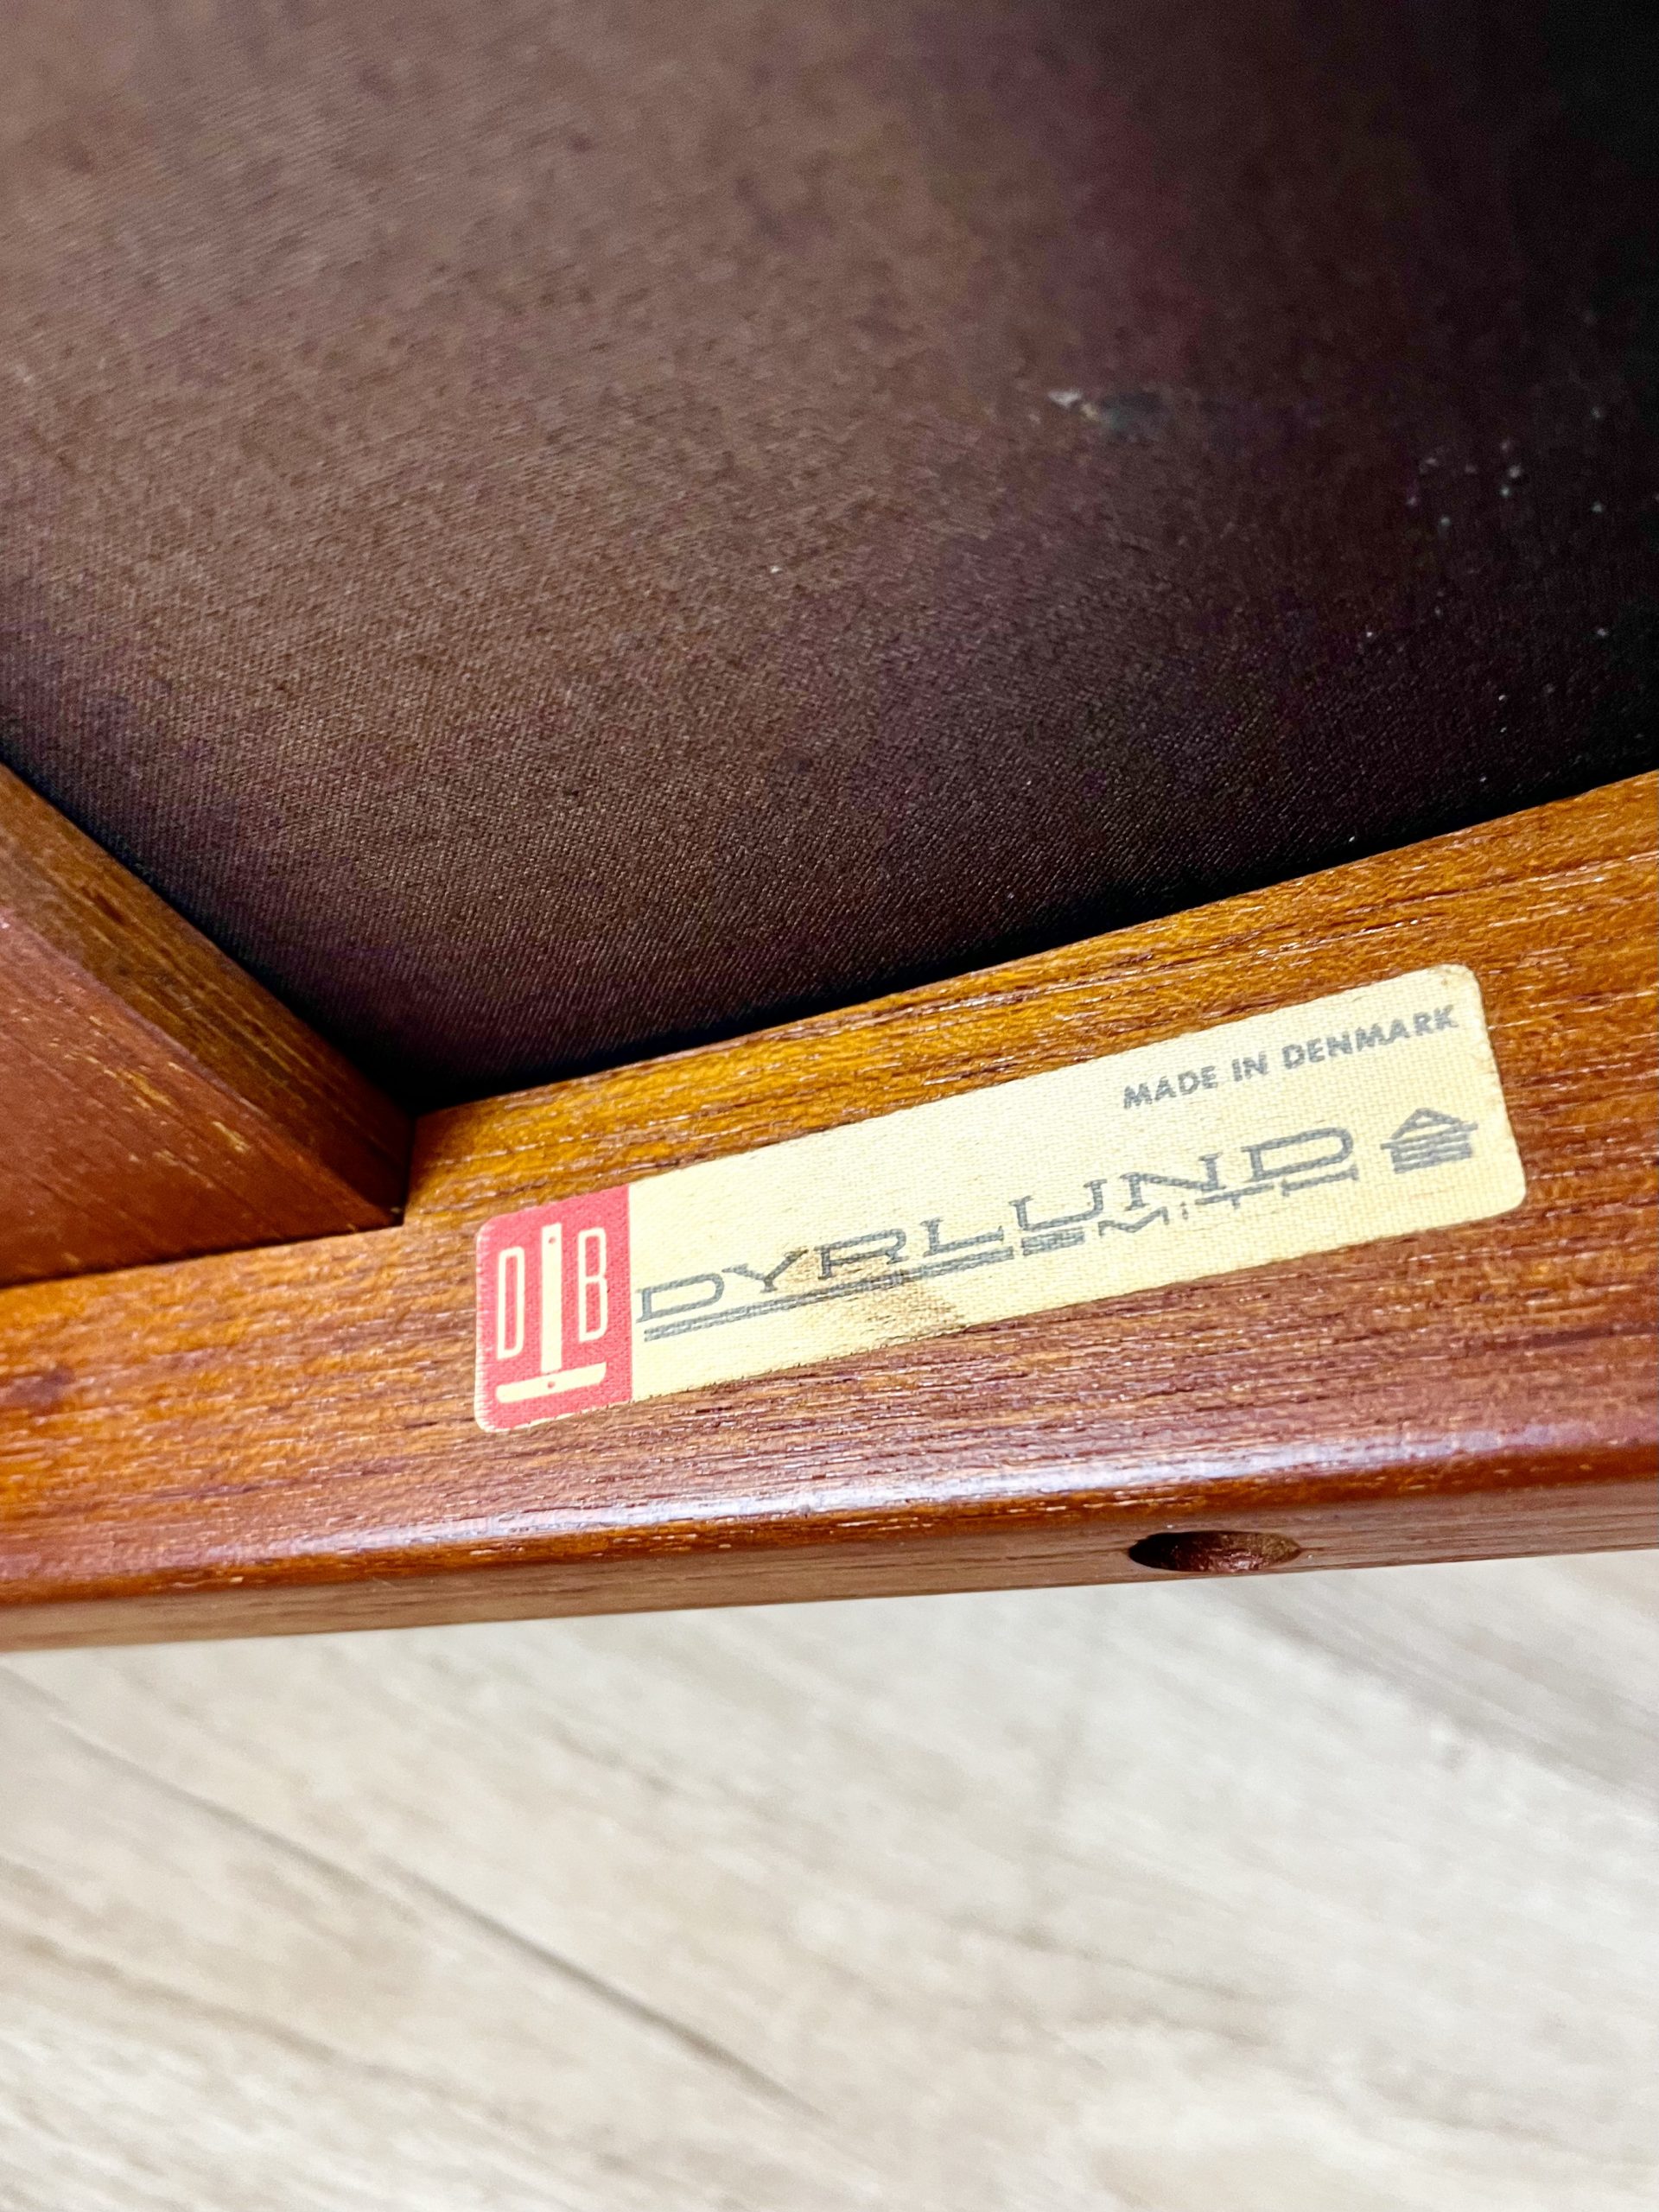 MADE IN DENMARK
D B
DYRLUND
SMITH